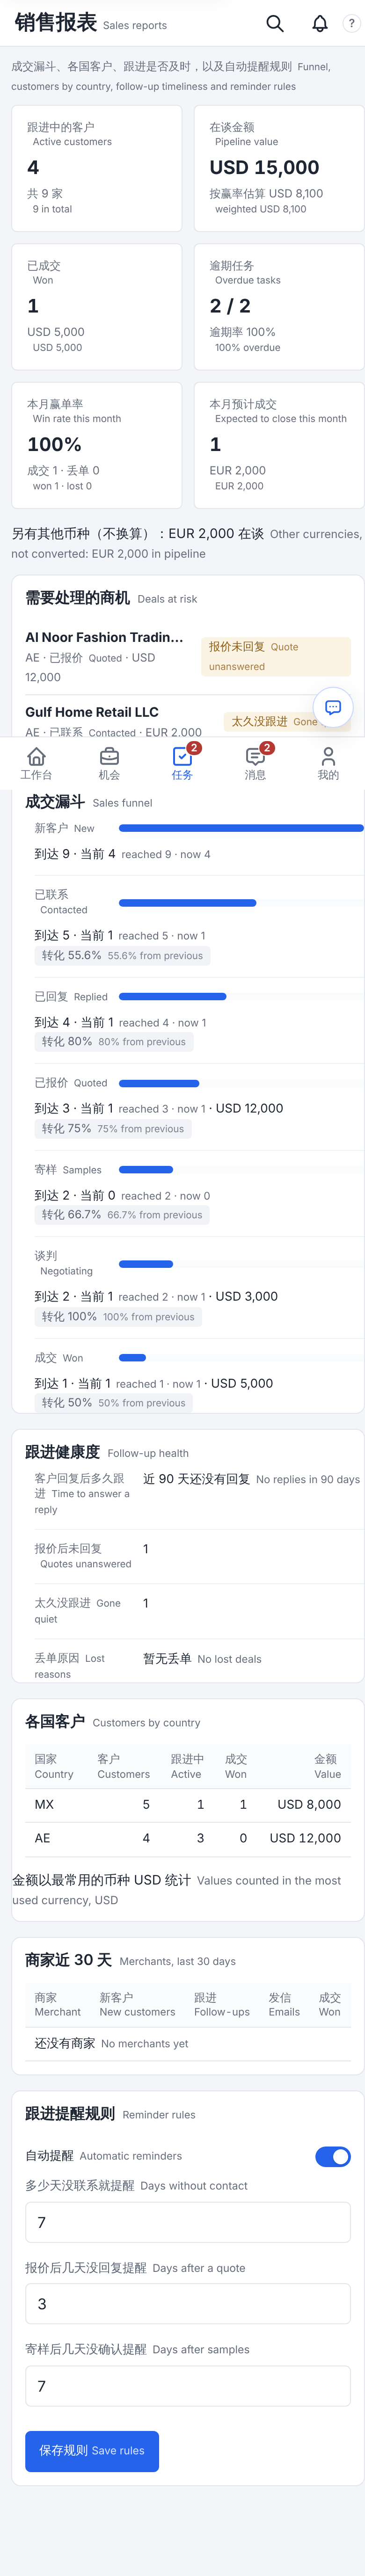 销售报表 Sales reports
?
成交漏斗、各国客户、跟进是否及时，以及自动提醒规则 Funnel,
customers by country, follow-up timeliness and reminder rules
跟进中的客户
Active customers
4
共 9 家
9 in total
在谈金额
Pipeline value
USD 15,000
按赢率估算 USD 8,100
weighted USD 8,100
已成交
Won
1
USD 5,000
USD 5,000
逾期任务
Overdue tasks
2 / 2
逾期率 100%
100% overdue
本月赢单率
Win rate this month
100%
成交 1 · 丢单 0
won 1 · lost 0
本月预计成交
Expected to close this month
1
EUR 2,000
EUR 2,000
另有其他币种（不换算）：EUR 2,000 在谈 Other currencies,
not converted: EUR 2,000 in pipeline
需要处理的商机 Deals at risk
Al Noor Fashion Tradin...
AE · 已报价 Quoted · USD
12,000
报价未回复 Quote
unanswered
Gulf Home Retail LLC
AE · 已联系 Contacted · EUR 2,000
太久没跟进 Gone
工作台
机会
2
任务
2
消息
我的
成交漏斗 Sales funnel
新客户 New
到达 9 · 当前 4 reached 9 · now 4
已联系
Contacted
到达 5 · 当前 1 reached 5 · now 1
转化 55.6% 55.6% from previous
已回复 Replied
到达 4 · 当前 1 reached 4 · now 1
转化 80% 80% from previous
已报价 Quoted
到达 3 · 当前 1 reached 3 · now 1 · USD 12,000
转化 75% 75% from previous
寄样 Samples
到达 2 · 当前 0 reached 2 · now 0
转化 66.7% 66.7% from previous
谈判
Negotiating
到达 2 · 当前 1 reached 2 · now 1 · USD 3,000
转化 100% 100% from previous
成交 Won
到达 1 · 当前 1 reached 1 · now 1 · USD 5,000
转化 50% 50% from previous
跟进健康度 Follow-up health
客户回复后多久跟
进 Time to answer a
reply
近 90 天还没有回复 No replies in 90 days
报价后未回复
Quotes unanswered
1
太久没跟进 Gone
quiet
1
丢单原因 Lost
reasons
暂无丢单 No lost deals
各国客户 Customers by country
国家 客户 跟进中 成交 金额
Country Customers Active Won Value
MX 5 1 1 USD 8,000
AE 4 3 0 USD 12,000
金额以最常用的币种 USD 统计 Values counted in the most
used currency, USD
商家近 30 天 Merchants, last 30 days
商家 新客户 跟进 发信 成交
Merchant New customers Follow-ups Emails Won
还没有商家 No merchants yet
跟进提醒规则 Reminder rules
自动提醒 Automatic reminders
多少天没联系就提醒 Days without contact
7
报价后几天没回复提醒 Days after a quote
3
寄样后几天没确认提醒 Days after samples
7
保存规则 Save rules